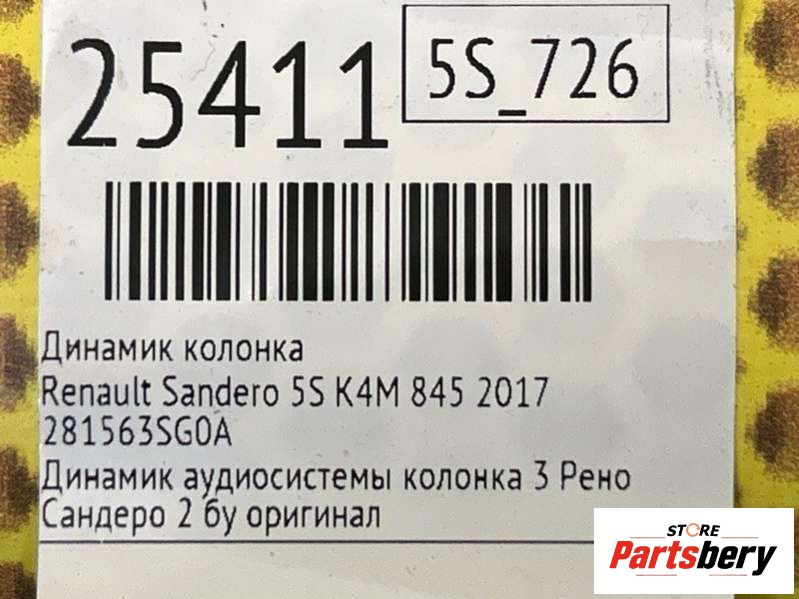 25411
5S_726
Динамик колонка
Renault Sandero 5S K4M 845 2017
281563SG0A
Динамик аудиосистемы колонка 3 Рено
Сандеро 2 бу оригинал
STORE
Partsbery